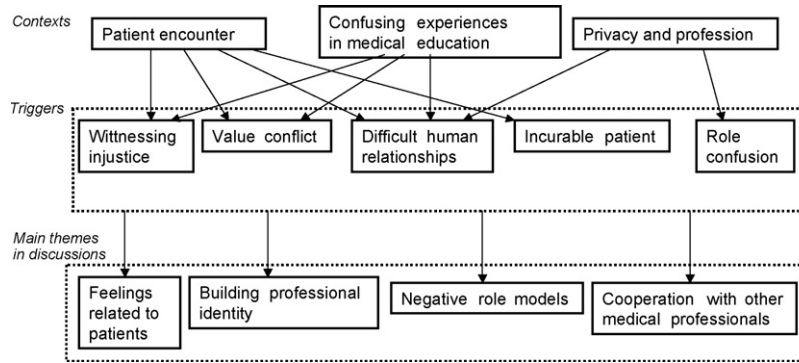 Contexts
Patient encounter
Confusing experiences
in medical education
Privacy and profession
Triggers
Wittnessing
injustice
Value conflict
Difficult human
relationships
Incurable patient
Role
confusion
Main themes
in discussions
Feelings
related to
patients
Building professional
identity
Negative role models
Cooperation with other
medical professionals